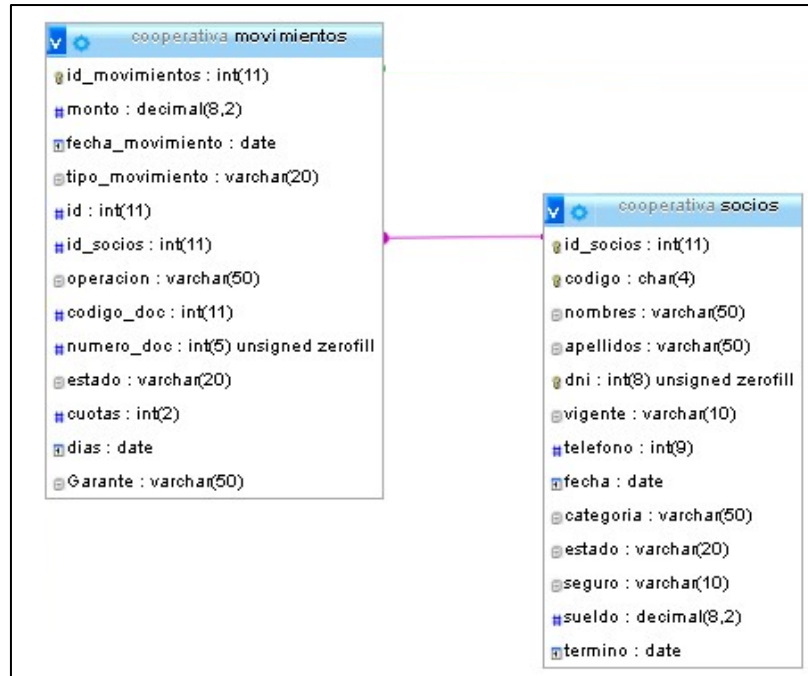 cooperativa movimientos
id_movimientos : int(11)
monto : decimal(8,2)
fecha_movimiento : date
tipo_movimiento : varchar(20)
id : int(11)
id_socios : int(11)
operacion : varchar(50)
codigo_doc : int(11)
numero_doc : int(5) unsigned zerofill
estado : varchar(20)
cuotas : int(2)
dias : date
Garante : varchar(50)
cooperativa socios
id_socios : int(11)
codigo : char(4)
nombres : varchar(50)
apellidos : varchar(50)
dni : int(8) unsigned zerofill
vigente : varchar(10)
telefono : int(9)
fecha : date
categoria : varchar(50)
estado : varchar(20)
seguro : varchar(10)
sueldo : decimal(8,2)
termino : date